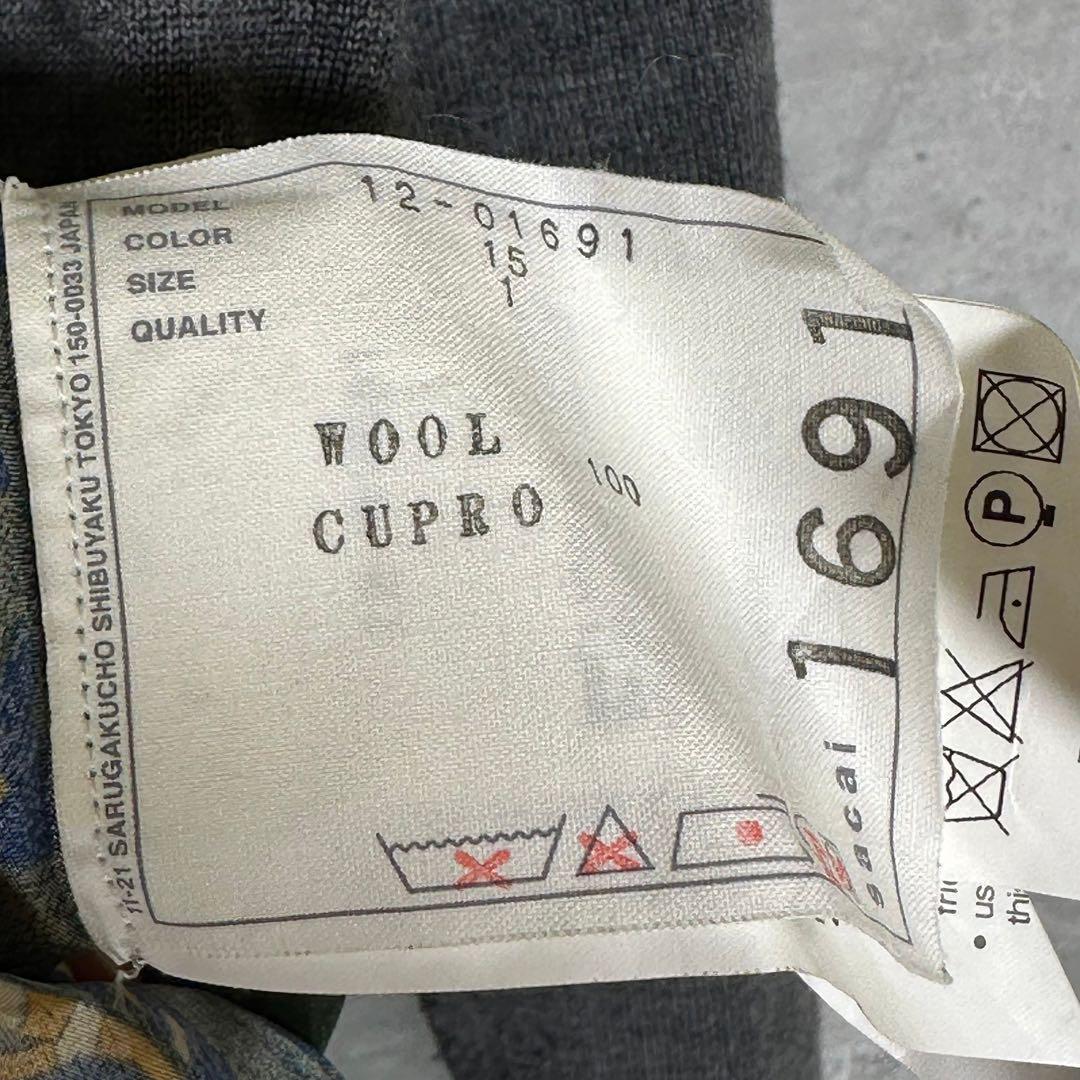 MODEL 12-01691
COLOR 15
SIZE 1
QUALITY
WOOL 100
CUPRO
1691
sacai
11-21 SARUGAKUCHO SHIBUYAKU TOKYO 150-0033 JAPAN
P
• us